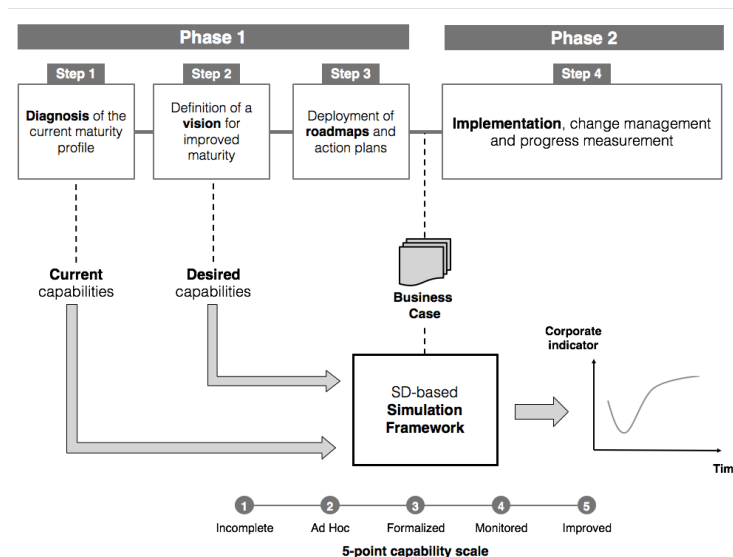 Phase 1
Phase 2
Step 1
Step 2
Step 3
Step 4
Diagnosis of the
current maturity
profile
Definition of a
vision for
improved
maturity
Deployment of
roadmaps and
action plans
Implementation, change management
and progress measurement
Current
capabilities
Desired
capabilities
Business
Case
SD-based
Simulation
Framework
Corporate
indicator
Tim
1
2
3
4
5
Incomplete
Ad Hoc
Formalized
Monitored
Improved
5-point capability scale